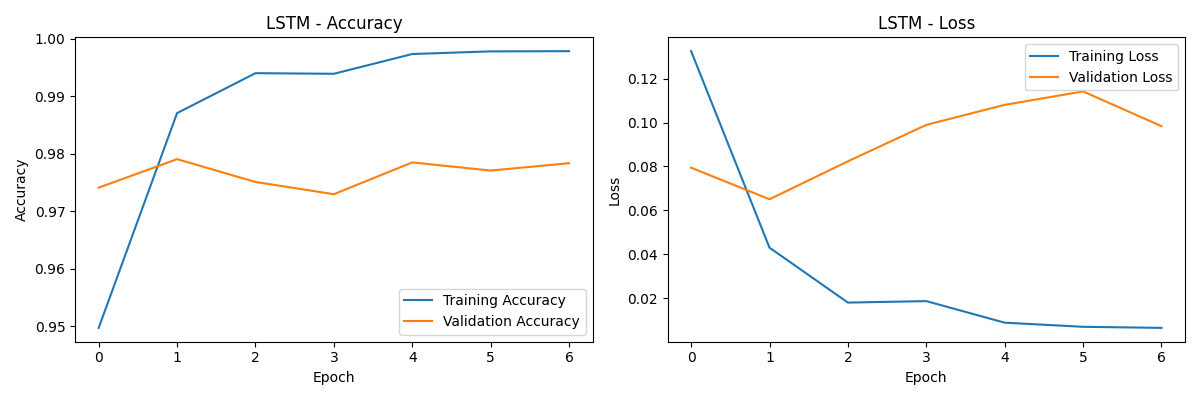 LSTM - Accuracy
1.00
0.99
0.98
0.97
0.96
0.95
Accuracy
0 1 2 3 4 5 6
Epoch
Training Accuracy
Validation Accuracy
LSTM - Loss
0.12
0.10
0.08
0.06
0.04
0.02
Loss
0 1 2 3 4 5 6
Epoch
Training Loss
Validation Loss